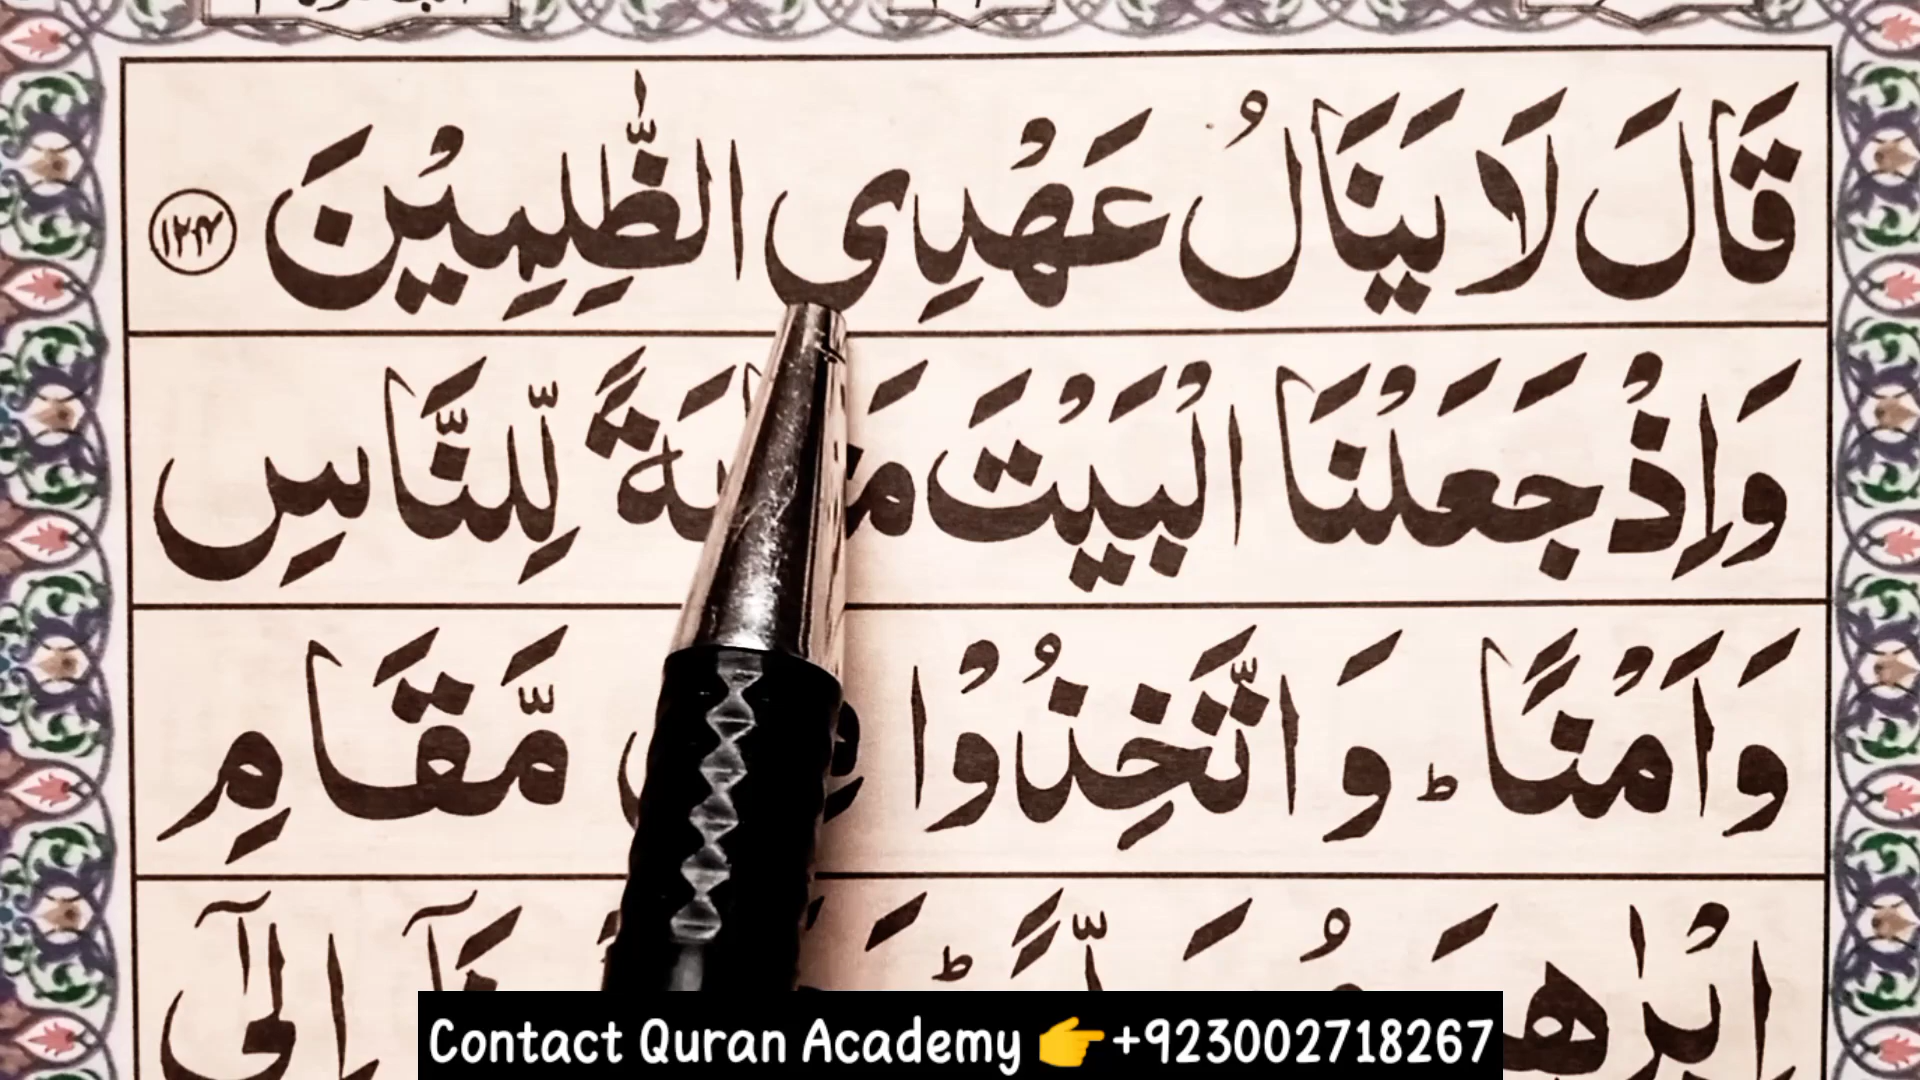 قَالَ لَا يَنَالُ عَهْدِى الظّٰلِمِيْنَ ۝١٢٤
وَاِذْ جَعَلْنَا الْبَيْتَ لِّلنَّاسِ
وَاَمْنًا ؕ وَ اتَّخِذُوْا مَّقَامِ
اِلٰٓى
Contact Quran Academy 👉+923002718267